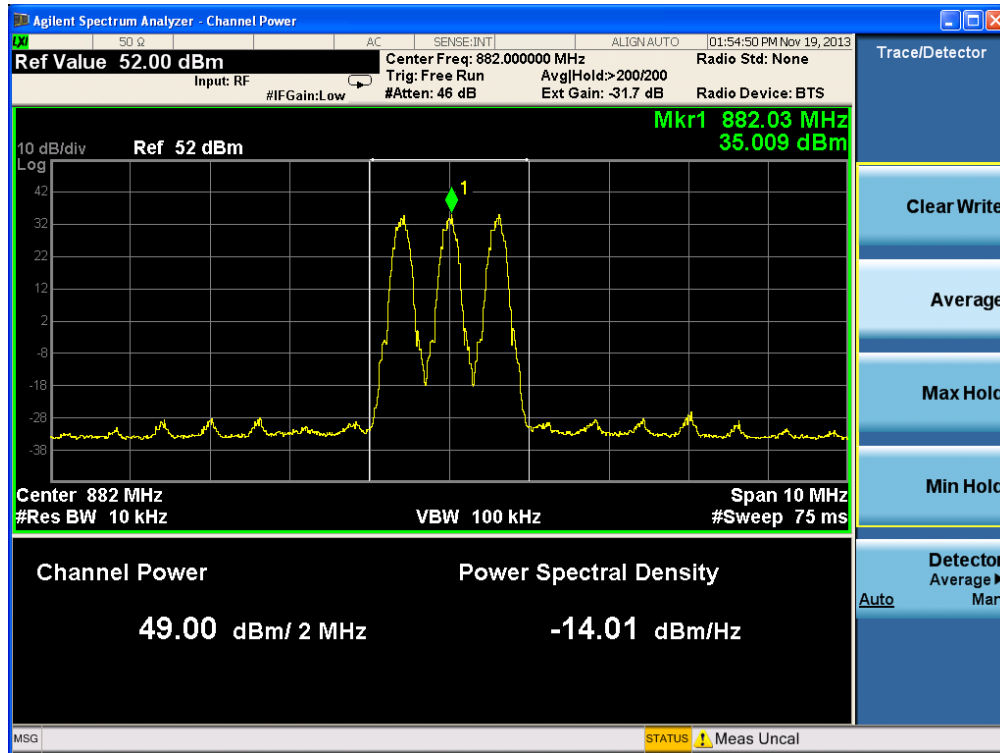 Agilent Spectrum Analyzer - Channel Power
LXI 50 Ω AC SENSE:INT ALIGN AUTO 01:54:50 PM Nov 19, 2013
Ref Value 52.00 dBm Center Freq: 882.000000 MHz Radio Std: None
Input: RF Trig: Free Run Avg|Hold:>200/200
#IFGain:Low #Atten: 46 dB Ext Gain: -31.7 dB Radio Device: BTS
Mkr1 882.03 MHz
10 dB/div Ref 52 dBm 35.009 dBm
Log
42
1
32
22
12
2
-8
-18
-28
-38
Center 882 MHz Span 10 MHz
#Res BW 10 kHz VBW 100 kHz #Sweep 75 ms
Channel Power Power Spectral Density
49.00 dBm/ 2 MHz -14.01 dBm/Hz
MSG STATUS Meas Uncal
Trace/Detector
Clear Write
Average
Max Hold
Min Hold
Detector
Average
Auto Man